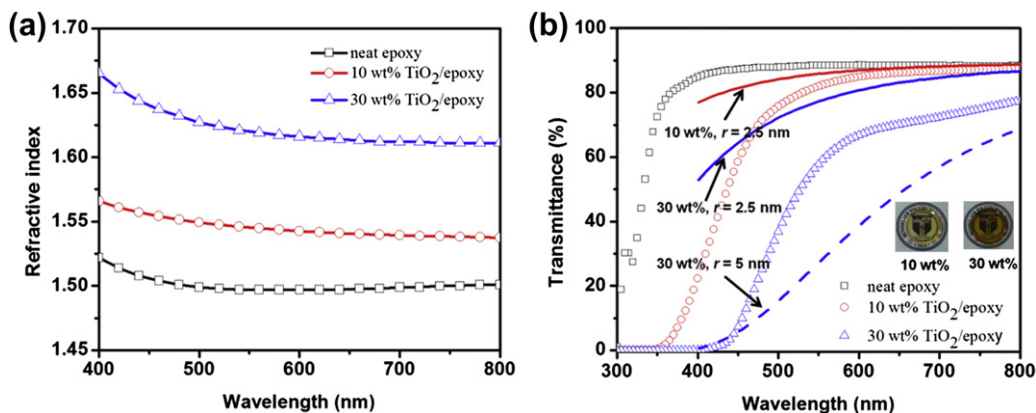 (a)
1.70
1.65
1.60
1.55
1.50
1.45
Refractive index
neat epoxy
10 wt% TiO2/epoxy
30 wt% TiO2/epoxy
400
500
600
700
800
Wavelength (nm)
(b)
100
80
60
40
20
0
Transmittance (%)
10 wt%, r = 2.5 nm
30 wt%, r = 2.5 nm
30 wt%, r = 5 nm
10 wt%
30 wt%
neat epoxy
10 wt% TiO2/epoxy
30 wt% TiO2/epoxy
300
400
500
600
700
800
Wavelength (nm)